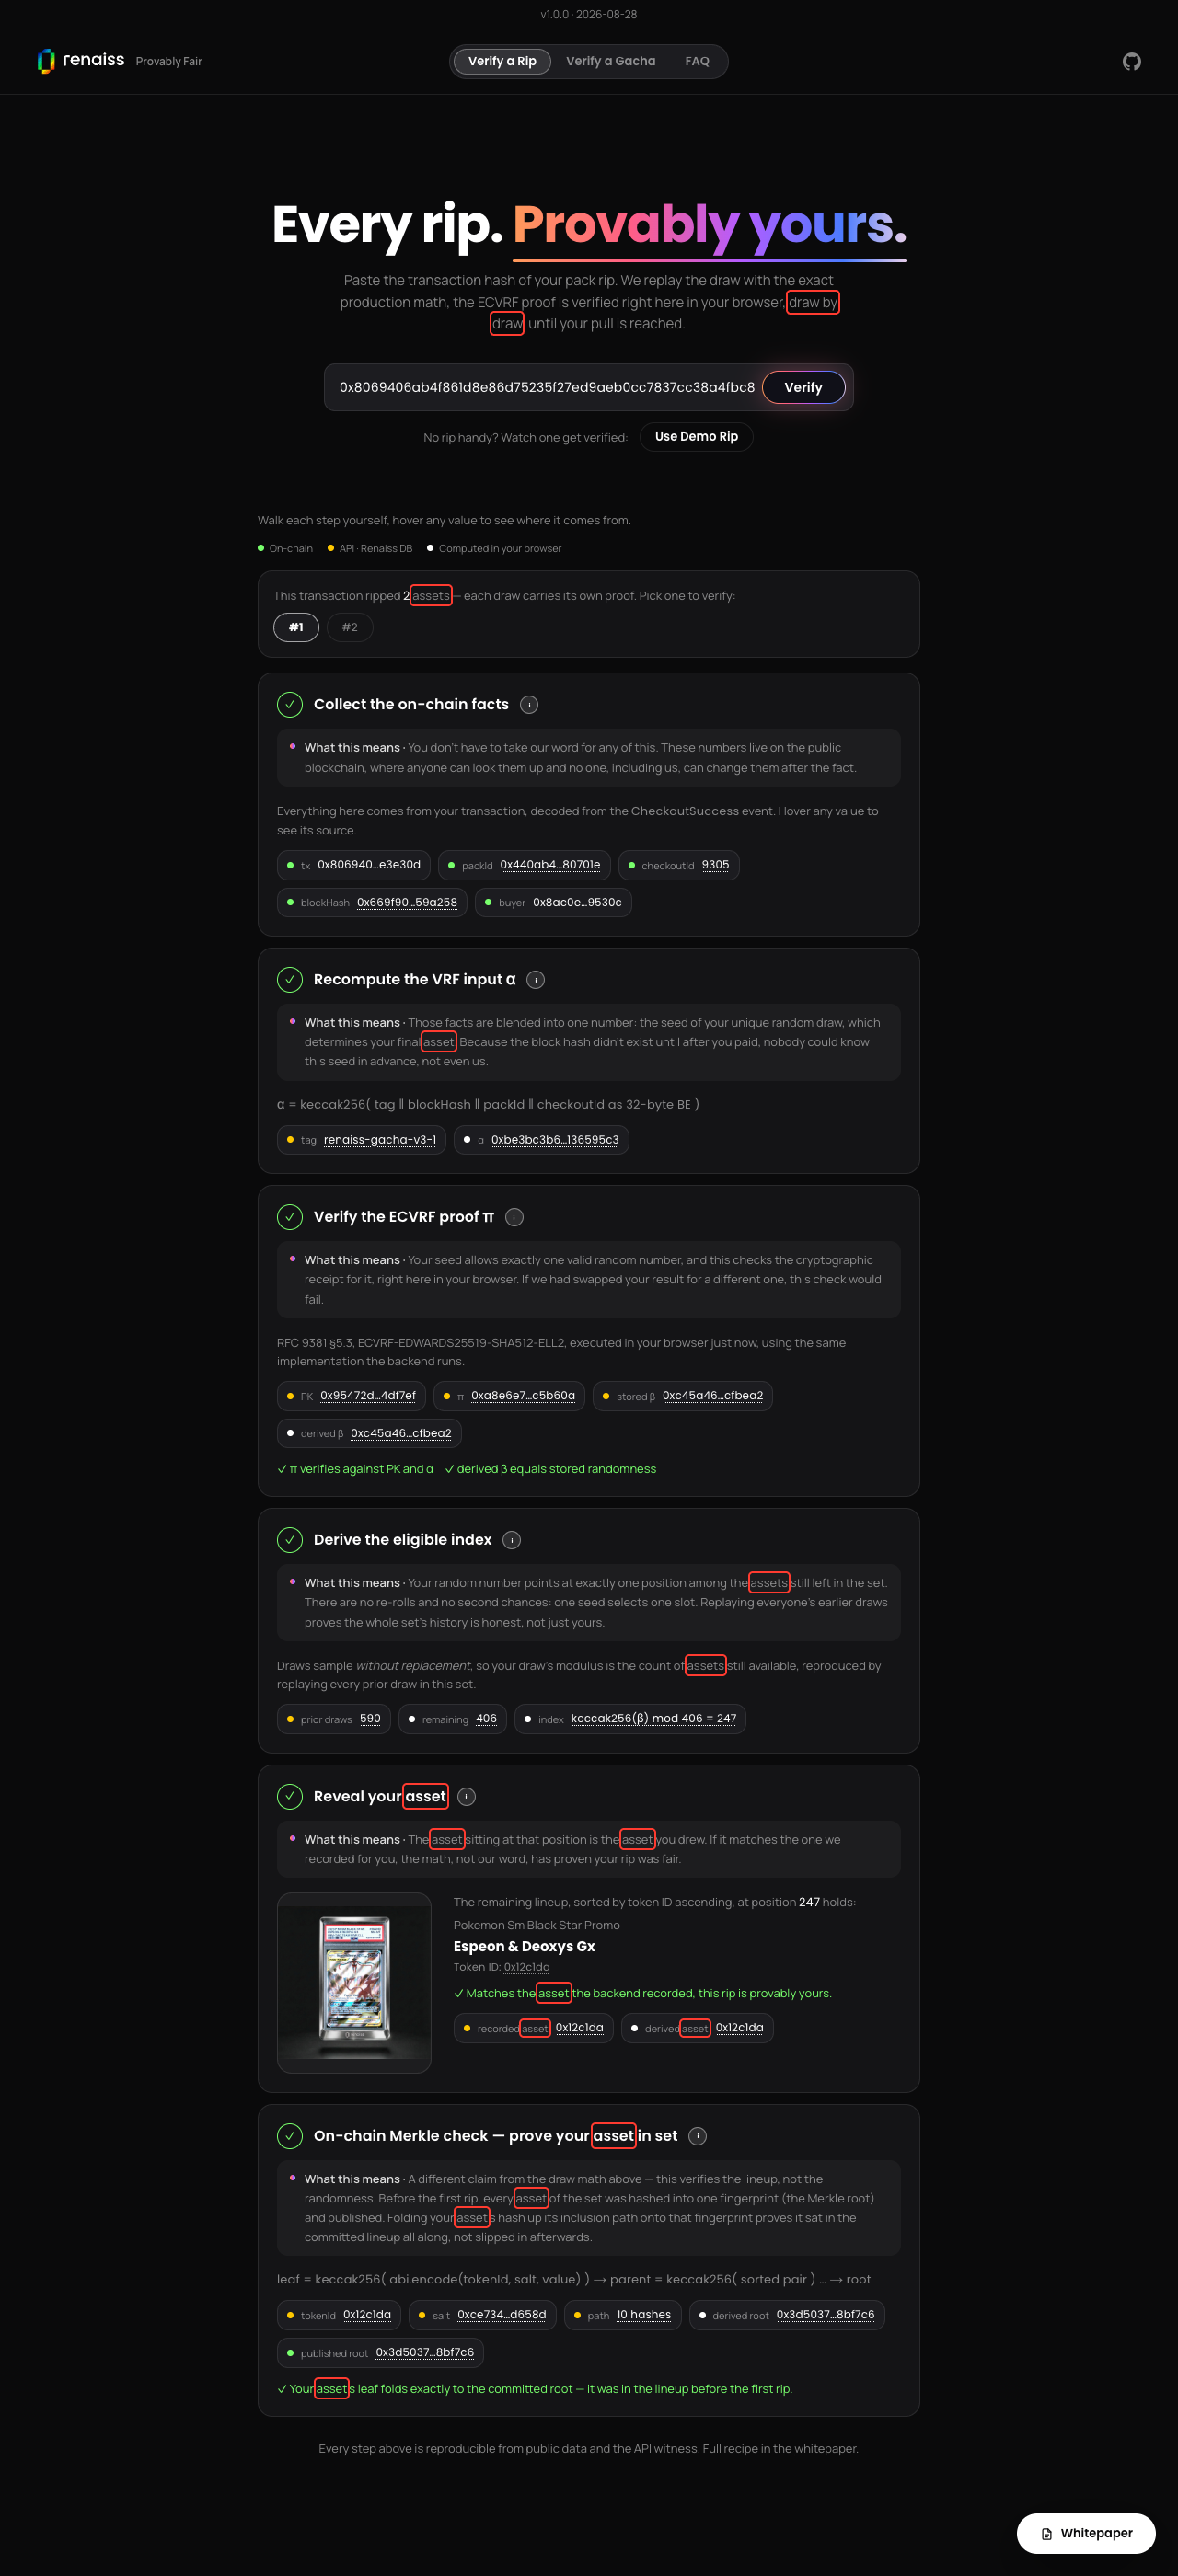 v1.0.0 · 2026-08-28
renaiss Provably Fair
Verify a Rip Verify a Gacha FAQ
Every rip. Provably yours.
Paste the transaction hash of your pack rip. We replay the draw with the exact
production math, the ECVRF proof is verified right here in your browser, draw by
draw until your pull is reached.
0x8069406ab4f861d8e86d75235f27ed9aeb0cc7837cc38a4fbc8 Verify
No rip handy? Watch one get verified: Use Demo Rip
Walk each step yourself, hover any value to see where it comes from.
On-chain API · Renaiss DB Computed in your browser
This transaction ripped 2 assets — each draw carries its own proof. Pick one to verify:
#1 #2
Collect the on-chain facts i
What this means · You don't have to take our word for any of this. These numbers live on the public
blockchain, where anyone can look them up and no one, including us, can change them after the fact.
Everything here comes from your transaction, decoded from the CheckoutSuccess event. Hover any value to
see its source.
tx 0x806940…e3e30d packId 0x440ab4…80701e checkoutId 9305
blockHash 0x669f90…59a258 buyer 0x8ac0e…9530c
Recompute the VRF input α i
What this means · Those facts are blended into one number: the seed of your unique random draw, which
determines your final asset. Because the block hash didn't exist until after you paid, nobody could know
this seed in advance, not even us.
α = keccak256( tag ‖ blockHash ‖ packId ‖ checkoutId as 32-byte BE )
tag renaiss-gacha-v3-1 α 0xbe3bc3b6…136595c3
Verify the ECVRF proof π i
What this means · Your seed allows exactly one valid random number, and this checks the cryptographic
receipt for it, right here in your browser. If we had swapped your result for a different one, this check would
fail.
RFC 9381 §5.3, ECVRF-EDWARDS25519-SHA512-ELL2, executed in your browser just now, using the same
implementation the backend runs.
PK 0x95472d…4df7ef π 0xa8e6e7…c5b60a stored β 0xc45a46…cfbea2
derived β 0xc45a46…cfbea2
✓ π verifies against PK and α ✓ derived β equals stored randomness
Derive the eligible index i
What this means · Your random number points at exactly one position among the assets still left in the set.
There are no re-rolls and no second chances: one seed selects one slot. Replaying everyone's earlier draws
proves the whole set's history is honest, not just yours.
Draws sample without replacement, so your draw's modulus is the count of assets still available, reproduced by
replaying every prior draw in this set.
prior draws 590 remaining 406 index keccak256(β) mod 406 = 247
Reveal your asset i
What this means · The asset sitting at that position is the asset you drew. If it matches the one we
recorded for you, the math, not our word, has proven your rip was fair.
The remaining lineup, sorted by token ID ascending, at position 247 holds:
Pokemon Sm Black Star Promo
Espeon & Deoxys Gx
Token ID: 0x12c1da
✓ Matches the asset the backend recorded, this rip is provably yours.
recorded asset 0x12c1da derived asset 0x12c1da
On-chain Merkle check — prove your asset in set i
What this means · A different claim from the draw math above — this verifies the lineup, not the
randomness. Before the first rip, every asset of the set was hashed into one fingerprint (the Merkle root)
and published. Folding your asset s hash up its inclusion path onto that fingerprint proves it sat in the
committed lineup all along, not slipped in afterwards.
leaf = keccak256( abi.encode(tokenId, salt, value) ) → parent = keccak256( sorted pair ) … → root
tokenId 0x12c1da salt 0xce734…d658d path 10 hashes derived root 0x3d5037…8bf7c6
published root 0x3d5037…8bf7c6
✓ Your asset s leaf folds exactly to the committed root — it was in the lineup before the first rip.
Every step above is reproducible from public data and the API witness. Full recipe in the whitepaper.
Whitepaper